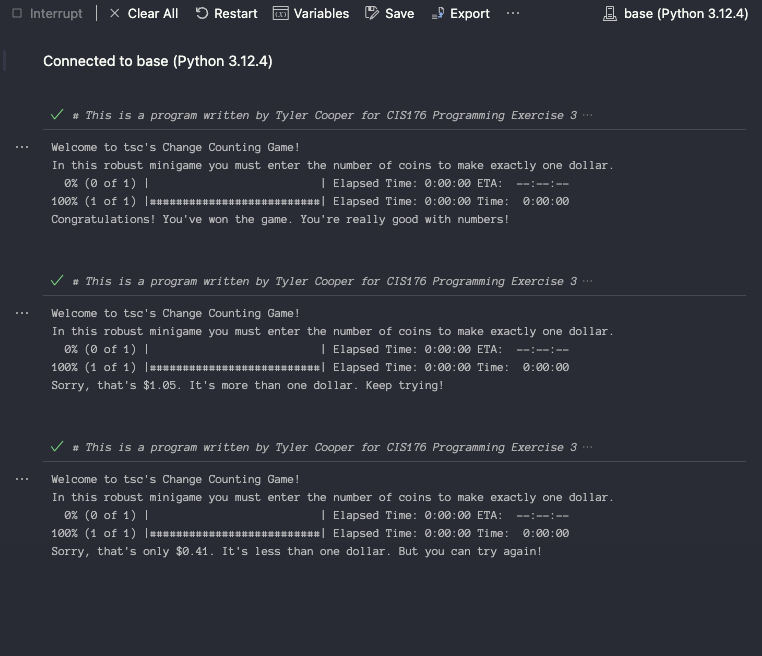 Interrupt | Clear All Restart Variables Save Export ··· base (Python 3.12.4)
Connected to base (Python 3.12.4)
# This is a program written by Tyler Cooper for CIS176 Programming Exercise 3 ···
Welcome to tsc's Change Counting Game!
In this robust minigame you must enter the number of coins to make exactly one dollar.
0% (0 of 1) |                          | Elapsed Time: 0:00:00 ETA:  --:--:--
100% (1 of 1) |##########################| Elapsed Time: 0:00:00 Time:  0:00:00
Congratulations! You've won the game. You're really good with numbers!
# This is a program written by Tyler Cooper for CIS176 Programming Exercise 3 ···
Welcome to tsc's Change Counting Game!
In this robust minigame you must enter the number of coins to make exactly one dollar.
0% (0 of 1) |                          | Elapsed Time: 0:00:00 ETA:  --:--:--
100% (1 of 1) |##########################| Elapsed Time: 0:00:00 Time:  0:00:00
Sorry, that's $1.05. It's more than one dollar. Keep trying!
# This is a program written by Tyler Cooper for CIS176 Programming Exercise 3 ···
Welcome to tsc's Change Counting Game!
In this robust minigame you must enter the number of coins to make exactly one dollar.
0% (0 of 1) |                          | Elapsed Time: 0:00:00 ETA:  --:--:--
100% (1 of 1) |##########################| Elapsed Time: 0:00:00 Time:  0:00:00
Sorry, that's only $0.41. It's less than one dollar. But you can try again!